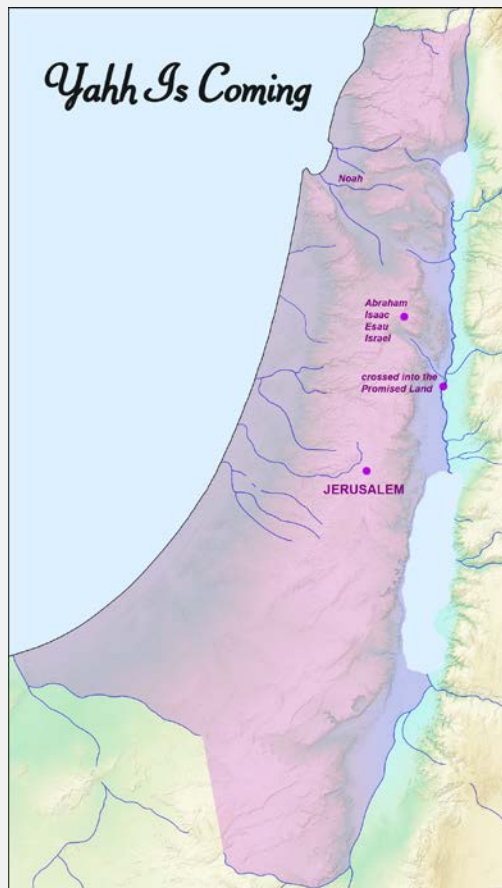 Yahh Is Coming
Noah
Abraham
Isaac
Esau
Israel
crossed into the
Promised Land
JERUSALEM